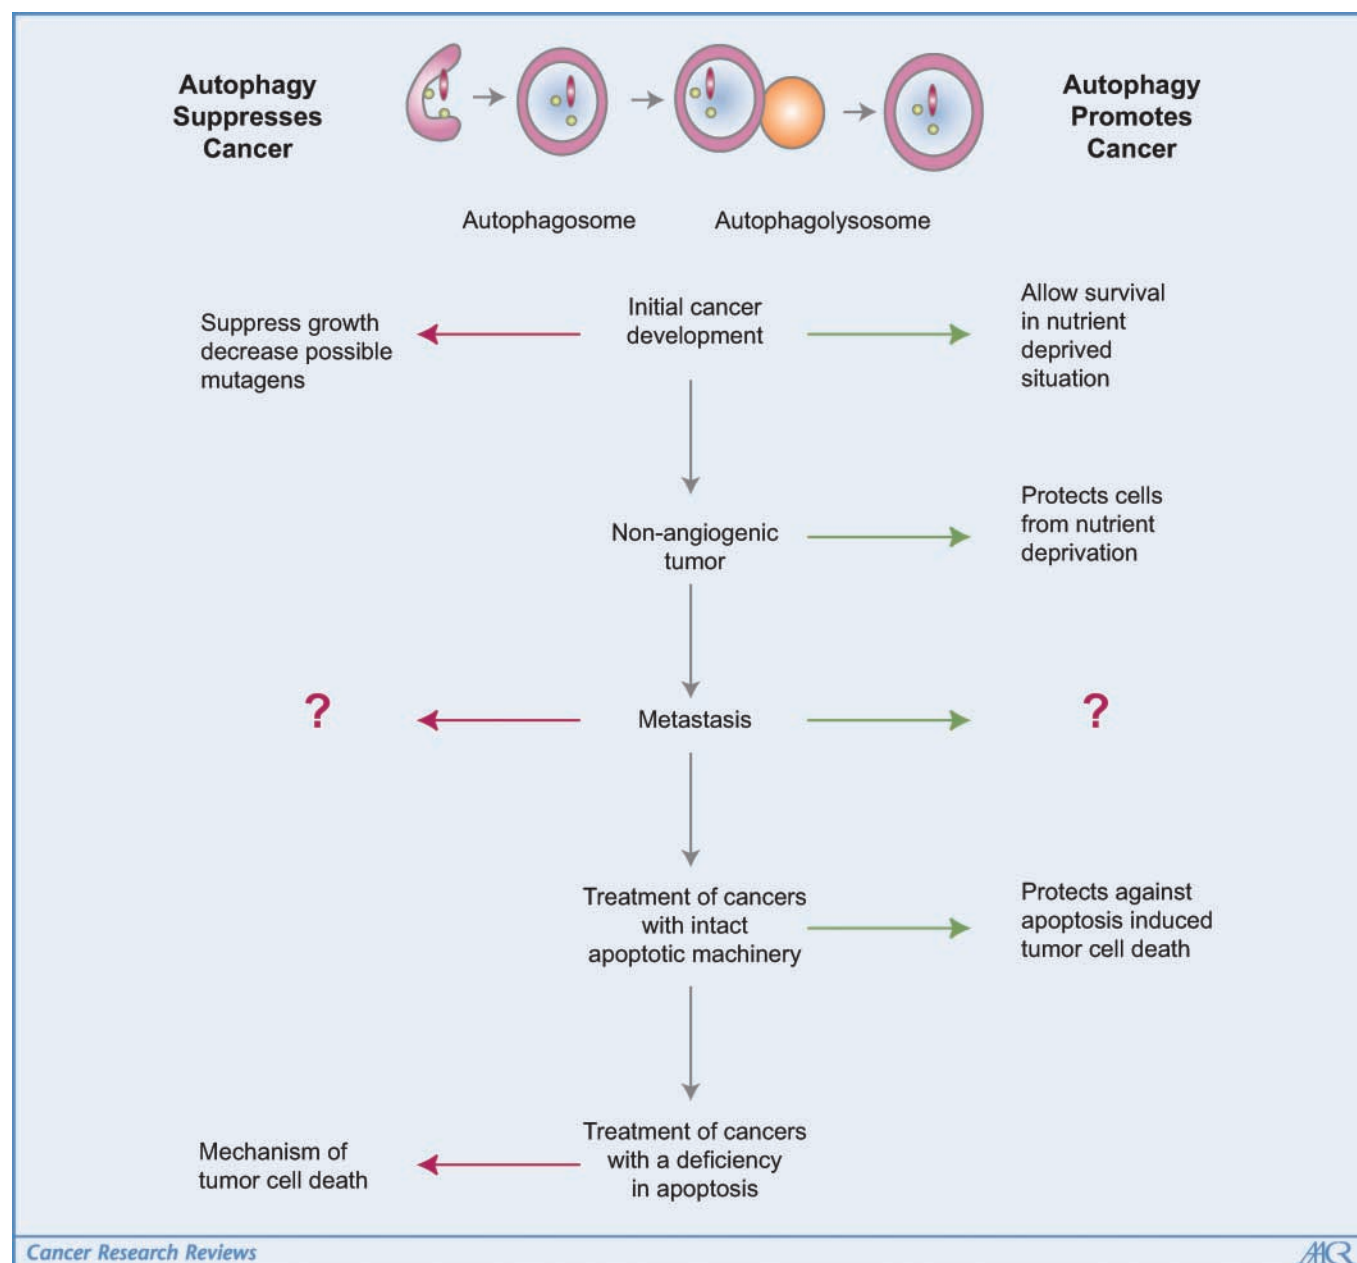 Autophagy
Suppresses
Cancer
Autophagy
Promotes
Cancer
Autophagosome
Autophagolysosome
Suppress growth
decrease possible
mutagens
Initial cancer
development
Allow survival
in nutrient
deprived
situation
Non-angiogenic
tumor
Protects cells
from nutrient
deprivation
?
Metastasis
?
Treatment of cancers
with intact
apoptotic machinery
Protects against
apoptosis induced
tumor cell death
Mechanism of
tumor cell death
Treatment of cancers
with a deficiency
in apoptosis
Cancer Research Reviews
AACR